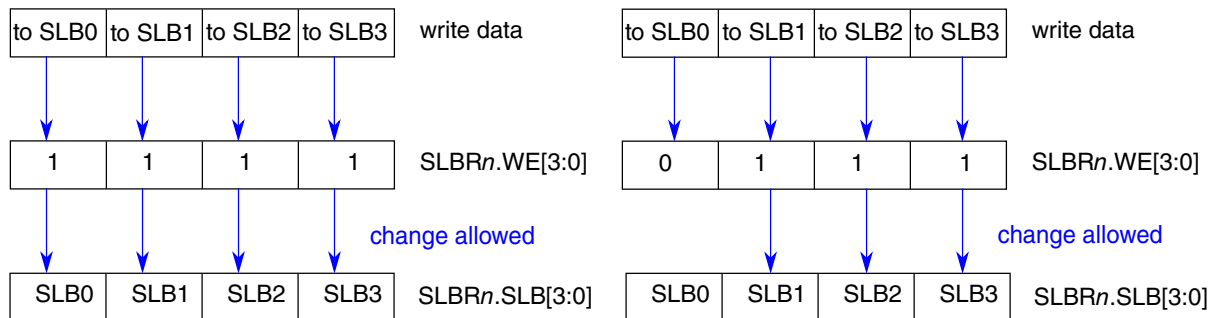 to SLB0 to SLB1 to SLB2 to SLB3 write data
1 1 1 1 SLBRn.WE[3:0]
change allowed
SLB0 SLB1 SLB2 SLB3 SLBRn.SLB[3:0]
to SLB0 to SLB1 to SLB2 to SLB3 write data
0 1 1 1 SLBRn.WE[3:0]
change allowed
SLB0 SLB1 SLB2 SLB3 SLBRn.SLB[3:0]